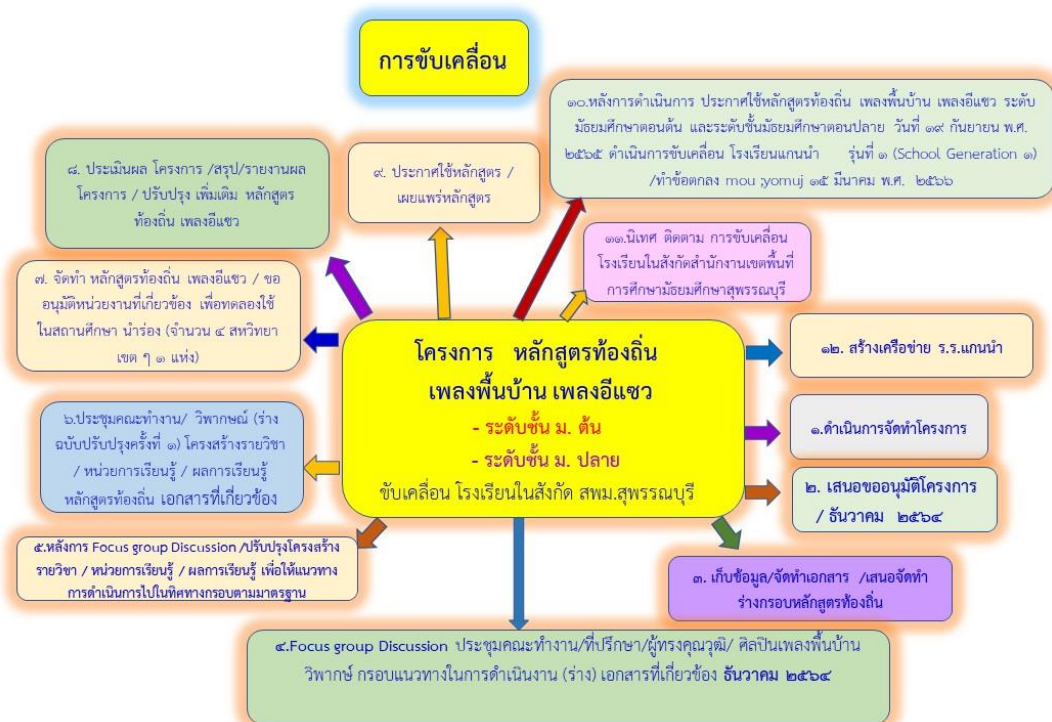 การขับเคลื่อน
๑๐.หลังการดำเนินการ ประกาศใช้หลักสูตรท้องถิ่น เพลงพื้นบ้าน เพลงอีแซว ระดับ
มัธยมศึกษาตอนต้น และระดับชั้นมัธยมศึกษาตอนปลาย วันที่ ๑๙ กันยายน พ.ศ.
๒๕๖๕ ดำเนินการขับเคลื่อน โรงเรียนแกนนำ รุ่นที่ ๑ (School Generation ๑)
/ทำข้อตกลง mou ;yomuj ๑๕ มีนาคม พ.ศ. ๒๕๖๖
๘. ประเมินผล โครงการ /สรุป/รายงานผล
โครงการ / ปรับปรุง เพิ่มเติม หลักสูตร
ท้องถิ่น เพลงอีแซว
๙. ประกาศใช้หลักสูตร /
เผยแพร่หลักสูตร
๑๑.นิเทศ ติดตาม การขับเคลื่อน
โรงเรียนในสังกัดสำนักงานเขตพื้นที่
การศึกษามัธยมศึกษาสุพรรณบุรี
๗. จัดทำ หลักสูตรท้องถิ่น เพลงอีแซว / ขอ
อนุมัติหน่วยงานที่เกี่ยวข้อง เพื่อทดลองใช้
ในสถานศึกษา นำร่อง (จำนวน ๔ สหวิทยา
เขต ๆ ๑ แห่ง)
โครงการ หลักสูตรท้องถิ่น
เพลงพื้นบ้าน เพลงอีแซว
- ระดับชั้น ม. ต้น
- ระดับชั้น ม. ปลาย
ขับเคลื่อน โรงเรียนในสังกัด สพม.สุพรรณบุรี
๑๒. สร้างเครือข่าย ร.ร.แกนนำ
๑.ดำเนินการจัดทำโครงการ
๒. เสนอขออนุมัติโครงการ
/ ธันวาคม ๒๕๖๔
๖.ประชุมคณะทำงาน/ วิพากษณ์ (ร่าง
ฉบับปรับปรุงครั้งที่ ๑) โครงสร้างรายวิชา
/ หน่วยการเรียนรู้ / ผลการเรียนรู้
หลักสูตรท้องถิ่น เอกสารที่เกี่ยวข้อง
๕.หลังการ Focus group Discussion /ปรับปรุงโครงสร้าง
รายวิชา / หน่วยการเรียนรู้ / ผลการเรียนรู้ เพื่อให้แนวทาง
การดำเนินการไปในทิศทางกรอบตามมาตรฐาน
๓. เก็บข้อมูล/จัดทำเอกสาร /เสนอจัดทำ
ร่างกรอบหลักสูตรท้องถิ่น
๔.Focus group Discussion ประชุมคณะทำงาน/ที่ปรึกษา/ผู้ทรงคุณวุฒิ/ ศิลปินเพลงพื้นบ้าน
วิพากษ์ กรอบแนวทางในการดำเนินงาน (ร่าง) เอกสารที่เกี่ยวข้อง ธันวาคม ๒๕๖๔